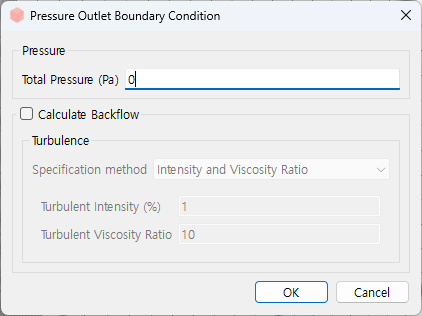 Pressure Outlet Boundary Condition
Pressure
Total Pressure (Pa) 0
Calculate Backflow
Turbulence
Specification method Intensity and Viscosity Ratio
Turbulent Intensity (%) 1
Turbulent Viscosity Ratio 10
OK Cancel